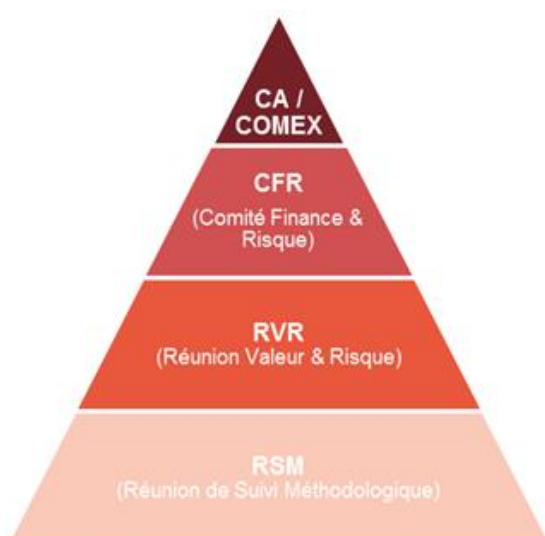 CA /
COMEX
CFR
(Comité Finance &
Risque)
RVR
(Réunion Valeur & Risque)
RSM
(Réunion de Suivi Méthodologique)